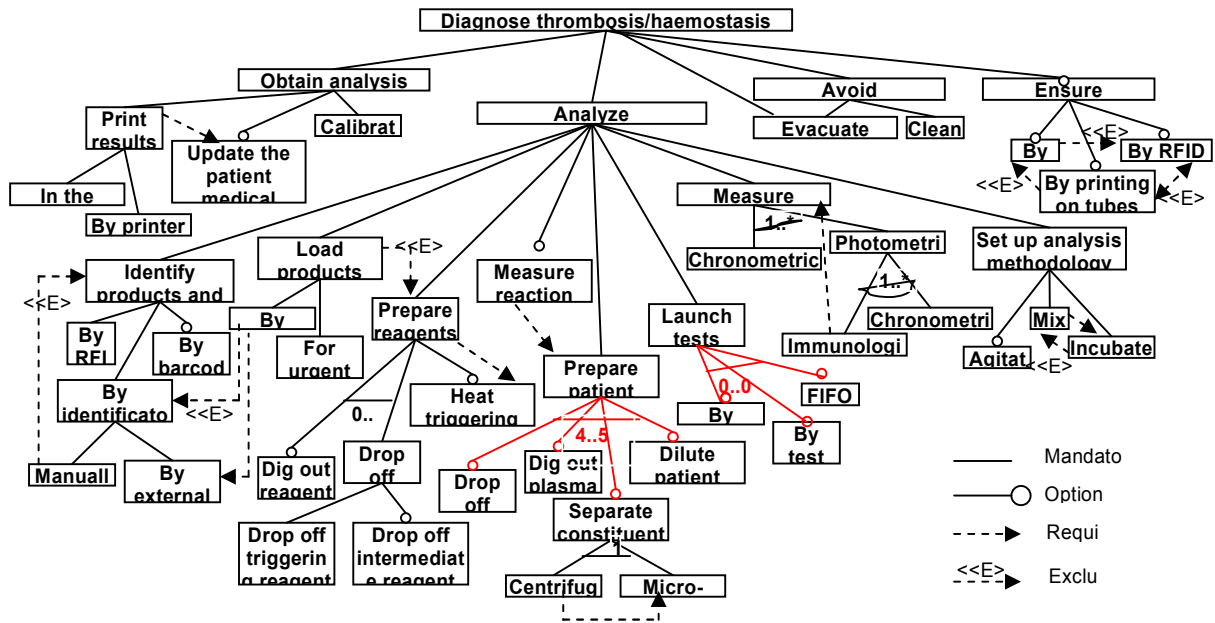 Diagnose thrombosis/haemostasis
Obtain analysis
Avoid
Ensure
Print
results
Calibrat
Analyze
Evacuate
Clean
Update the
patient
medical
By
<<E>
By RFID
<<E>
By printing
on tubes
<<E>
In the
By printer
Measure
1..*
Chronometric
Photometri
1..*
Immunologi
Chronometri
Set up analysis
methodology
Mix
Agitat.
<<E>
Incubate
Identify
products and
<<E>
Load
products
<<E>
By
RFI
By
barcod
By
For
urgent
By
identificato
<<E>
Manuall
By
external
Prepare
reagents
Measure
reaction
Heat
triggering
0..
Dig out
reagent
Drop
off
Drop off
triggerin
g reagent
Drop off
intermediat
e reagent
Prepare
patient
4..5
Drop
off
Dig out
plasma
Dilute
patient
Separate
constituent
1
Centrifug
Micro-
Launch
tests
0..0
By
By
test
FIFO
Mandato
Option
Requi
<<E>
Exclu